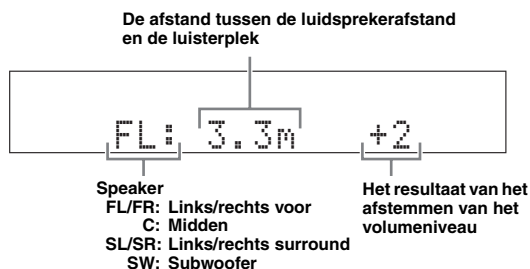 De afstand tussen de luidsprekerafstand
en de luisterplek
FL: 3.3m +2
Speaker
FL/FR: Links/rechts voor
C: Midden
SL/SR: Links/rechts surround
SW: Subwoofer
Het resultaat van het
afstemmen van het
volumeniveau